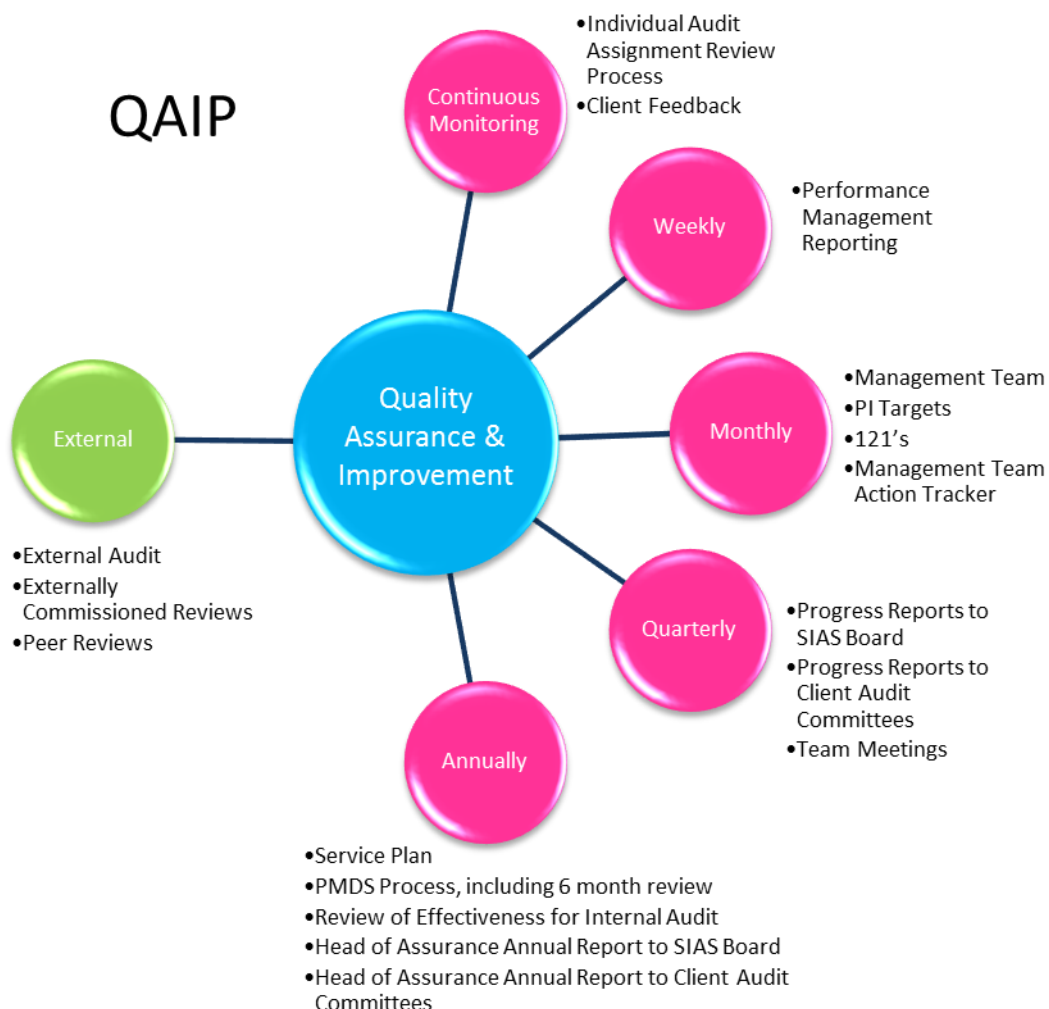 QAIP
Continuous
Monitoring
•Individual Audit
Assignment Review
Process
•Client Feedback
Weekly
•Performance
Management
Reporting
Monthly
•Management Team
•PI Targets
•121's
•Management Team
Action Tracker
Quality
Assurance &
Improvement
External
•External Audit
•Externally
Commissioned Reviews
•Peer Reviews
Quarterly
•Progress Reports to
SIAS Board
•Progress Reports to
Client Audit
Committees
•Team Meetings
Annually
•Service Plan
•PMDS Process, including 6 month review
•Review of Effectiveness for Internal Audit
•Head of Assurance Annual Report to SIAS Board
•Head of Assurance Annual Report to Client Audit
Committees